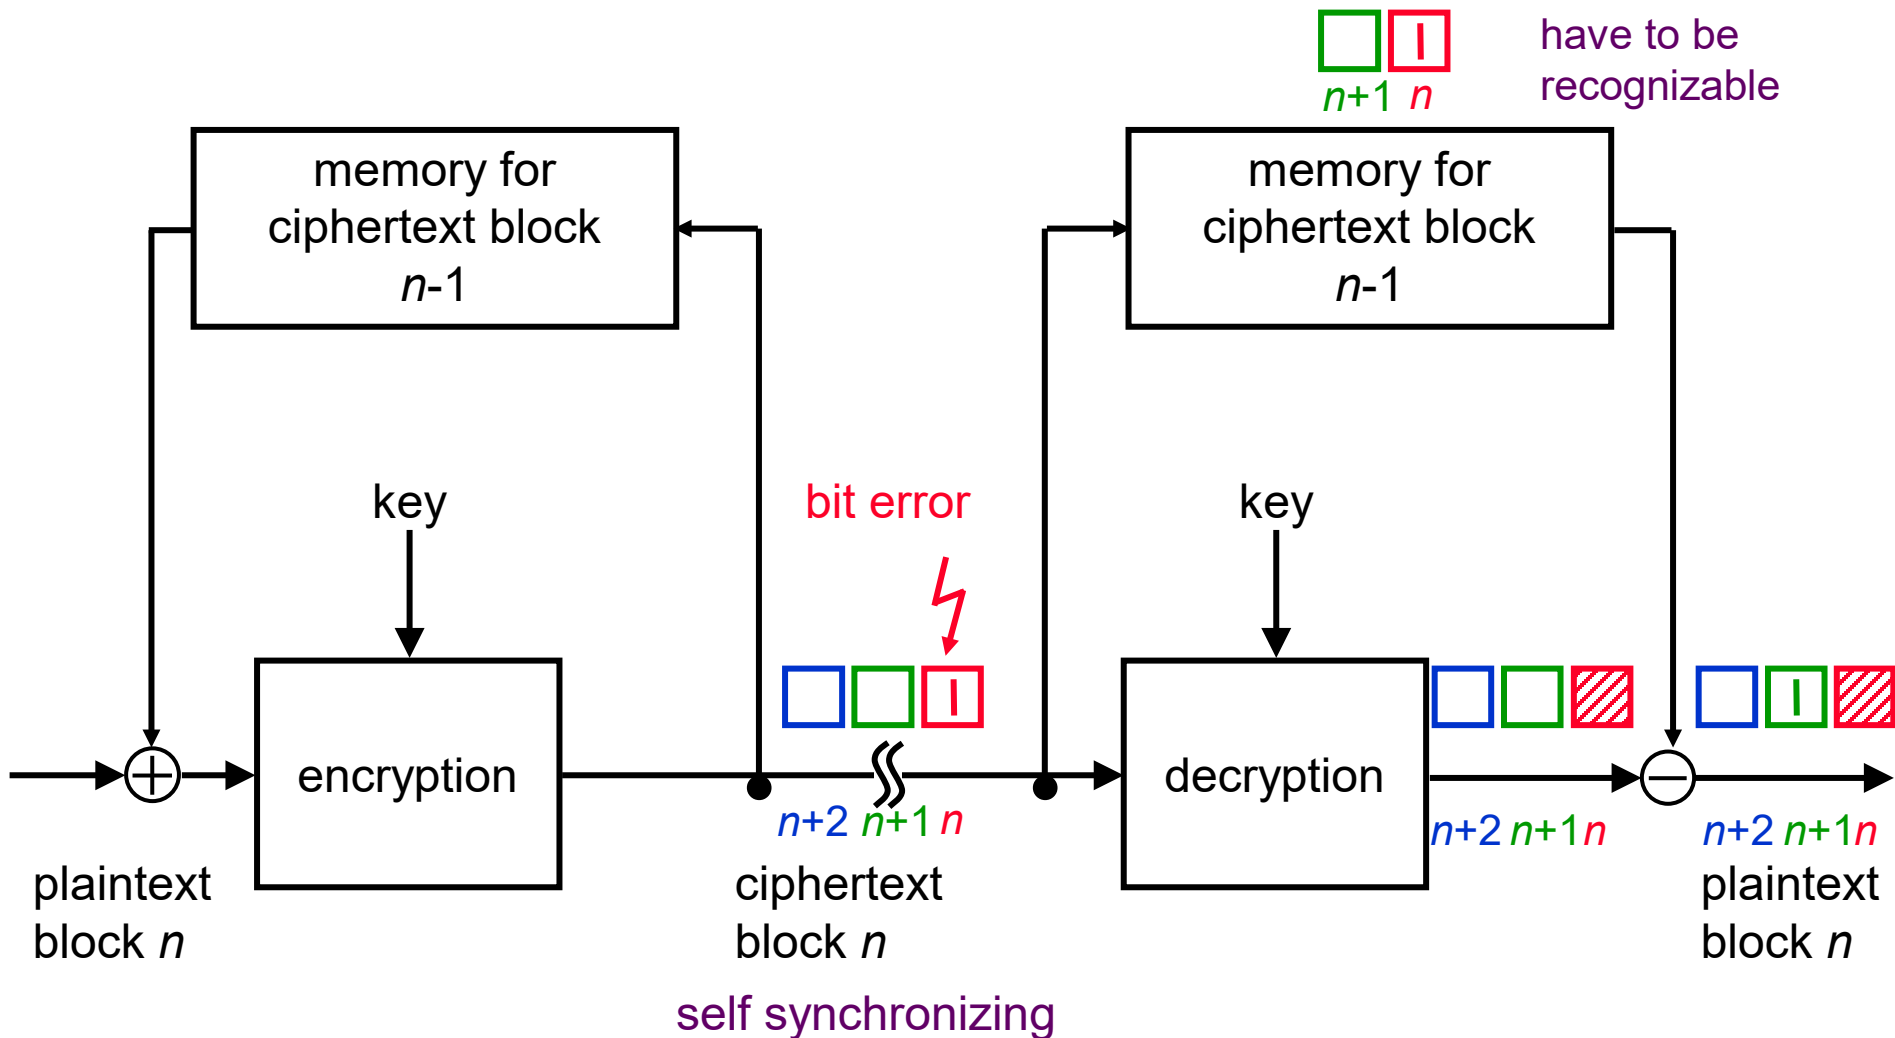 n+1 n
have to be
recognizable
memory for
ciphertext block
n-1
memory for
ciphertext block
n-1
key
bit error
key
encryption
decryption
n+2 n+1 n
n+2 n+1 n
n+2 n+1 n
plaintext
block n
ciphertext
block n
plaintext
block n
self synchronizing